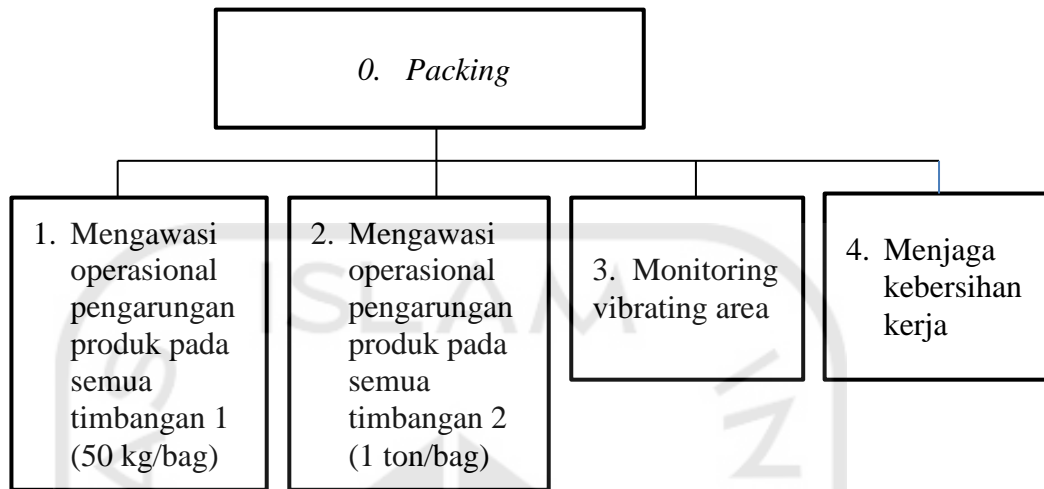 0. Packing
1. Mengawasi
operasional
pengarungan
produk pada
semua
timbangan 1
(50 kg/bag)
2. Mengawasi
operasional
pengarungan
produk pada
semua
timbangan 2
(1 ton/bag)
3. Monitoring
vibrating area
4. Menjaga
kebersihan
kerja
ISLAM